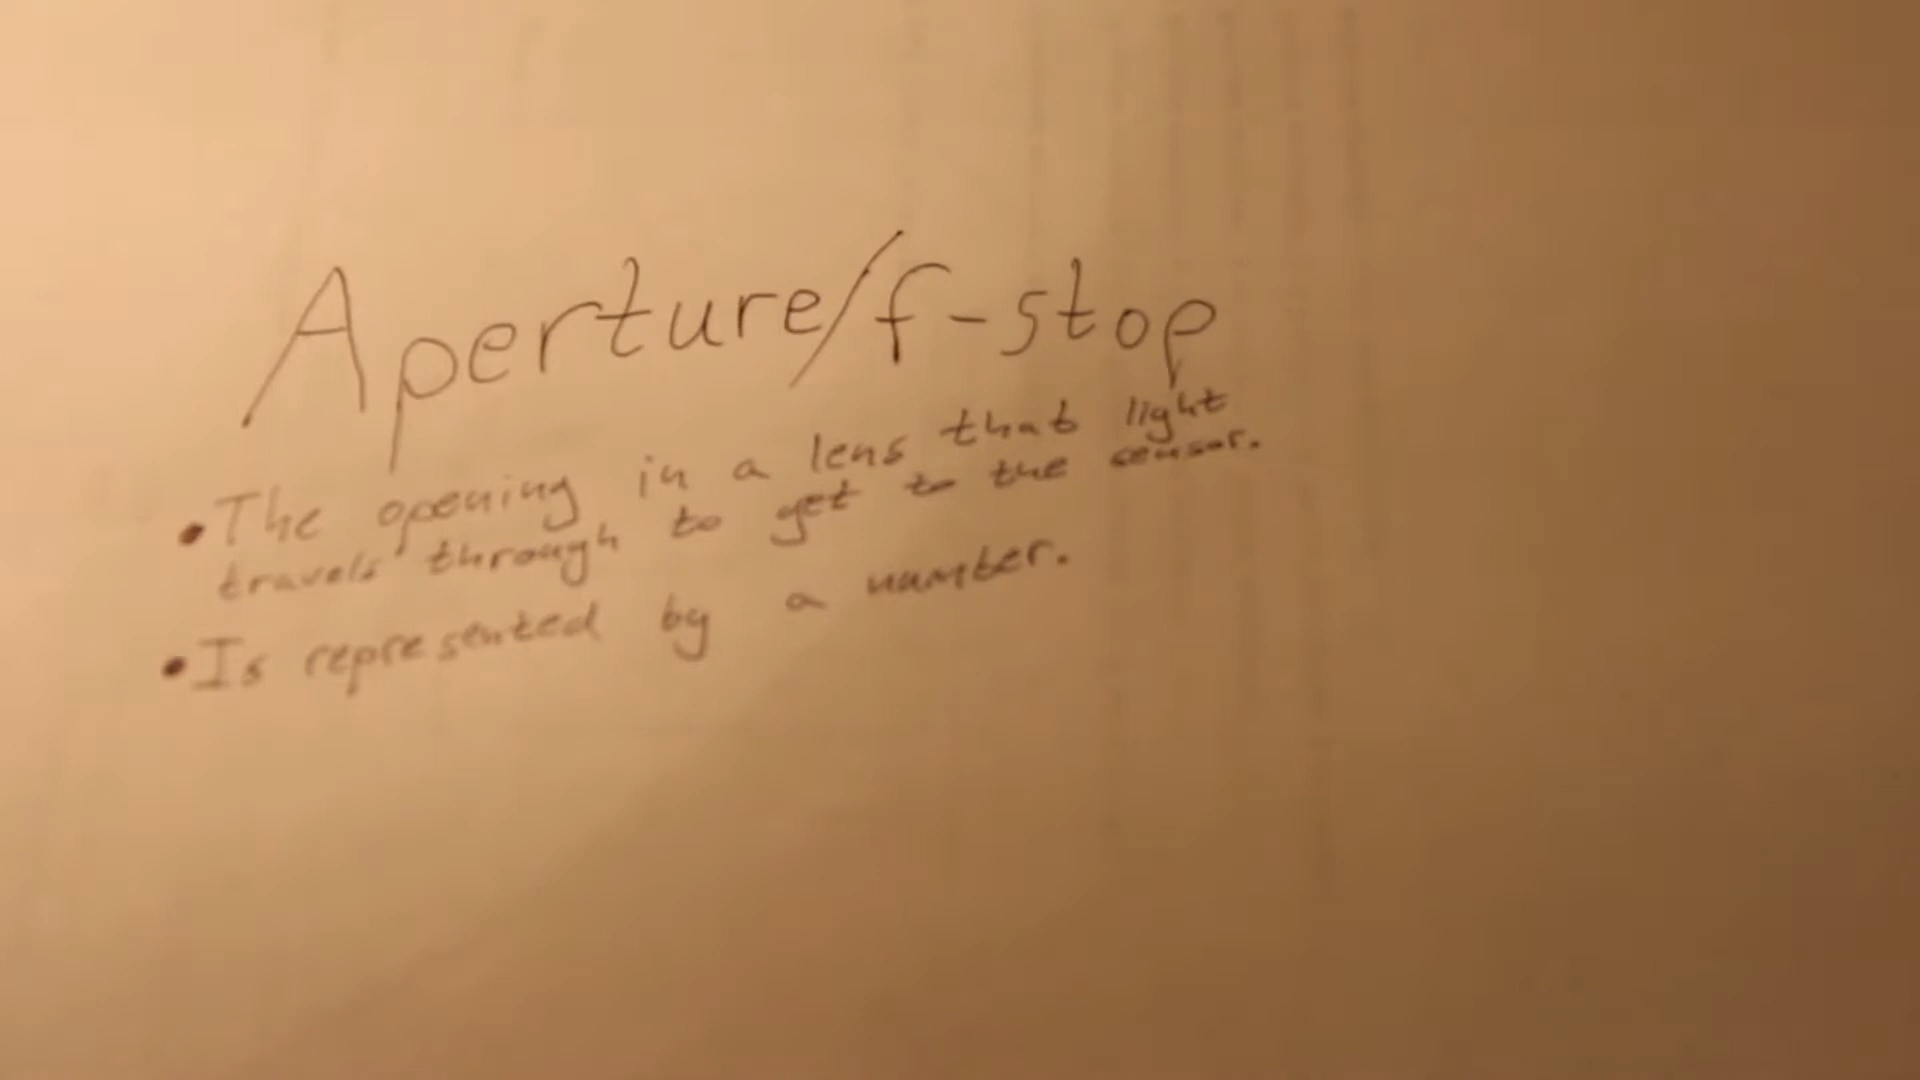 Aperture/f-stop
•The opening in a lens that light
travels through to get to the sensor.
•Is represented by a number.